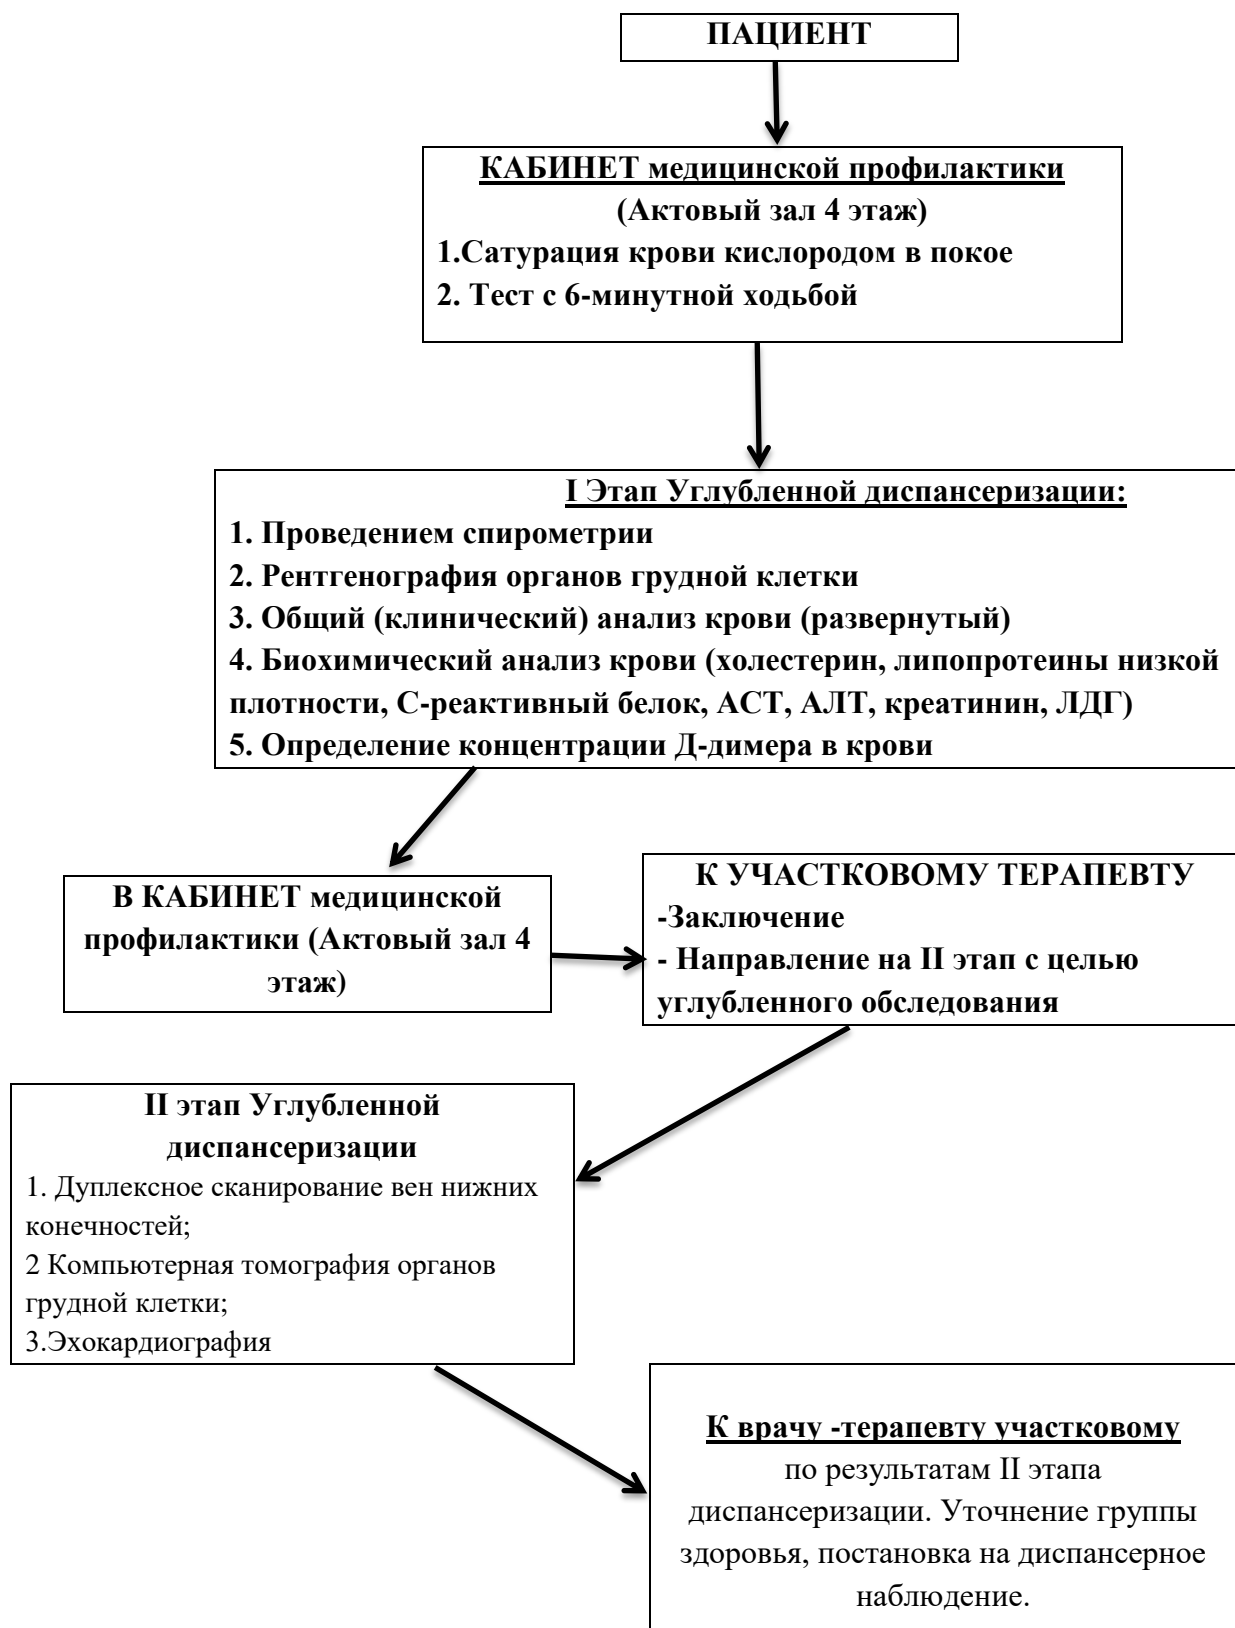 ПАЦИЕНТ
КАБИНЕТ медицинской профилактики
(Актовый зал 4 этаж)
1.Сатурация крови кислородом в покое
2. Тест с 6-минутной ходьбой
I Этап Углубленной диспансеризации:
1. Проведением спирометрии
2. Рентгенография органов грудной клетки
3. Общий (клинический) анализ крови (развернутый)
4. Биохимический анализ крови (холестерин, липопротеины низкой
плотности, С-реактивный белок, АСТ, АЛТ, креатинин, ЛДГ)
5. Определение концентрации Д-димера в крови
В КАБИНЕТ медицинской
профилактики (Актовый зал 4
этаж)
К УЧАСТКОВОМУ ТЕРАПЕВТУ
-Заключение
- Направление на II этап с целью
углубленного обследования
II этап Углубленной
диспансеризации
1. Дуплексное сканирование вен нижних
конечностей;
2 Компьютерная томография органов
грудной клетки;
3.Эхокардиография
К врачу -терапевту участковому
по результатам II этапа
диспансеризации. Уточнение группы
здоровья, постановка на диспансерное
наблюдение.